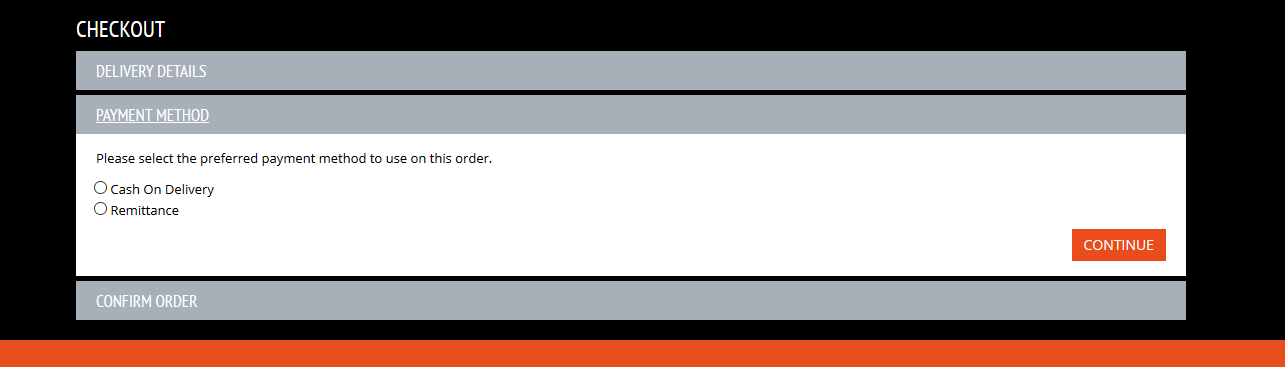 CHECKOUT
DELIVERY DETAILS
PAYMENT METHOD
Please select the preferred payment method to use on this order.
Cash On Delivery
Remittance
CONTINUE
CONFIRM ORDER